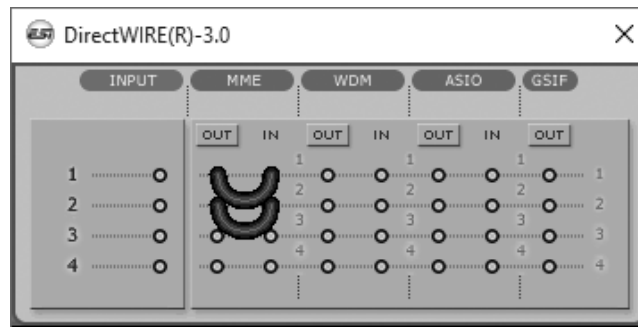 ESI DirectWIRE(R)-3.0
INPUT MME WDM ASIO GSIF
OUT IN OUT IN OUT IN OUT
1 1 1 1 1
2 2 2 2 2
3 3 3 3 3
4 4 4 4 4